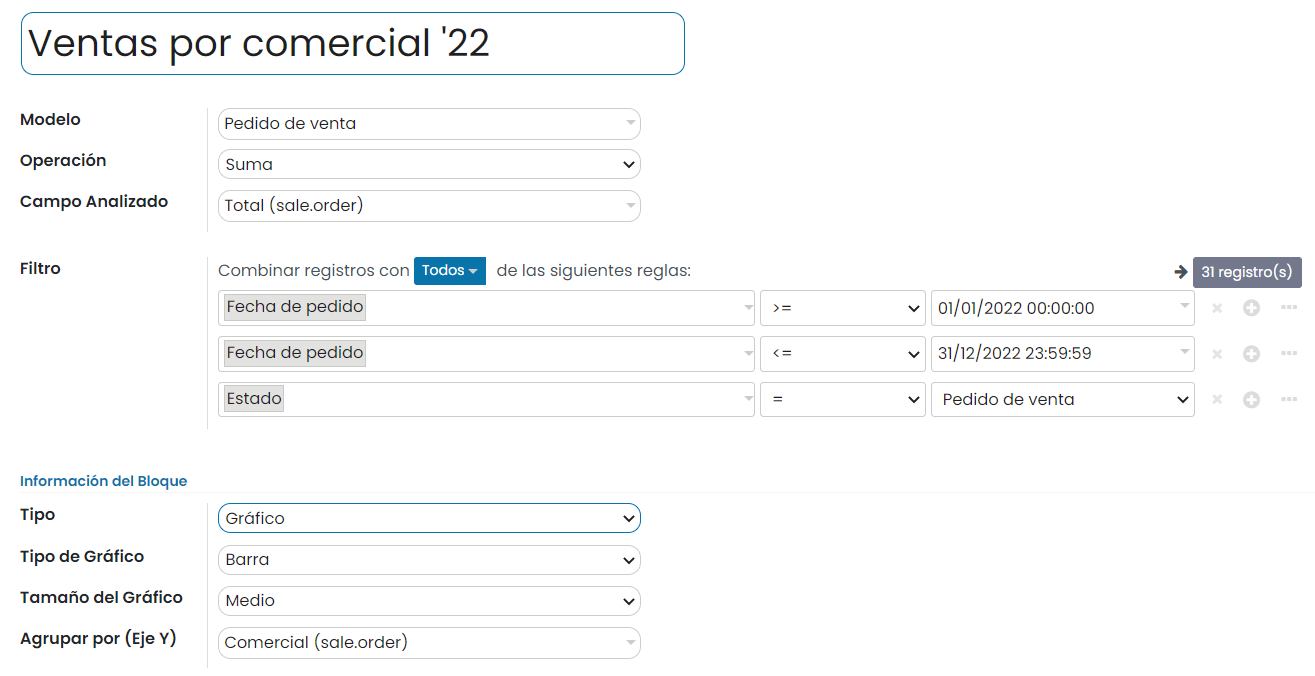 Ventas por comercial '22
Modelo Pedido de venta
Operación Suma
Campo Analizado Total (sale.order)
Filtro Combinar registros con Todos de las siguientes reglas: 31 registro(s)
Fecha de pedido >= 01/01/2022 00:00:00
Fecha de pedido <= 31/12/2022 23:59:59
Estado = Pedido de venta
Información del Bloque
Tipo Gráfico
Tipo de Gráfico Barra
Tamaño del Gráfico Medio
Agrupar por (Eje Y) Comercial (sale.order)